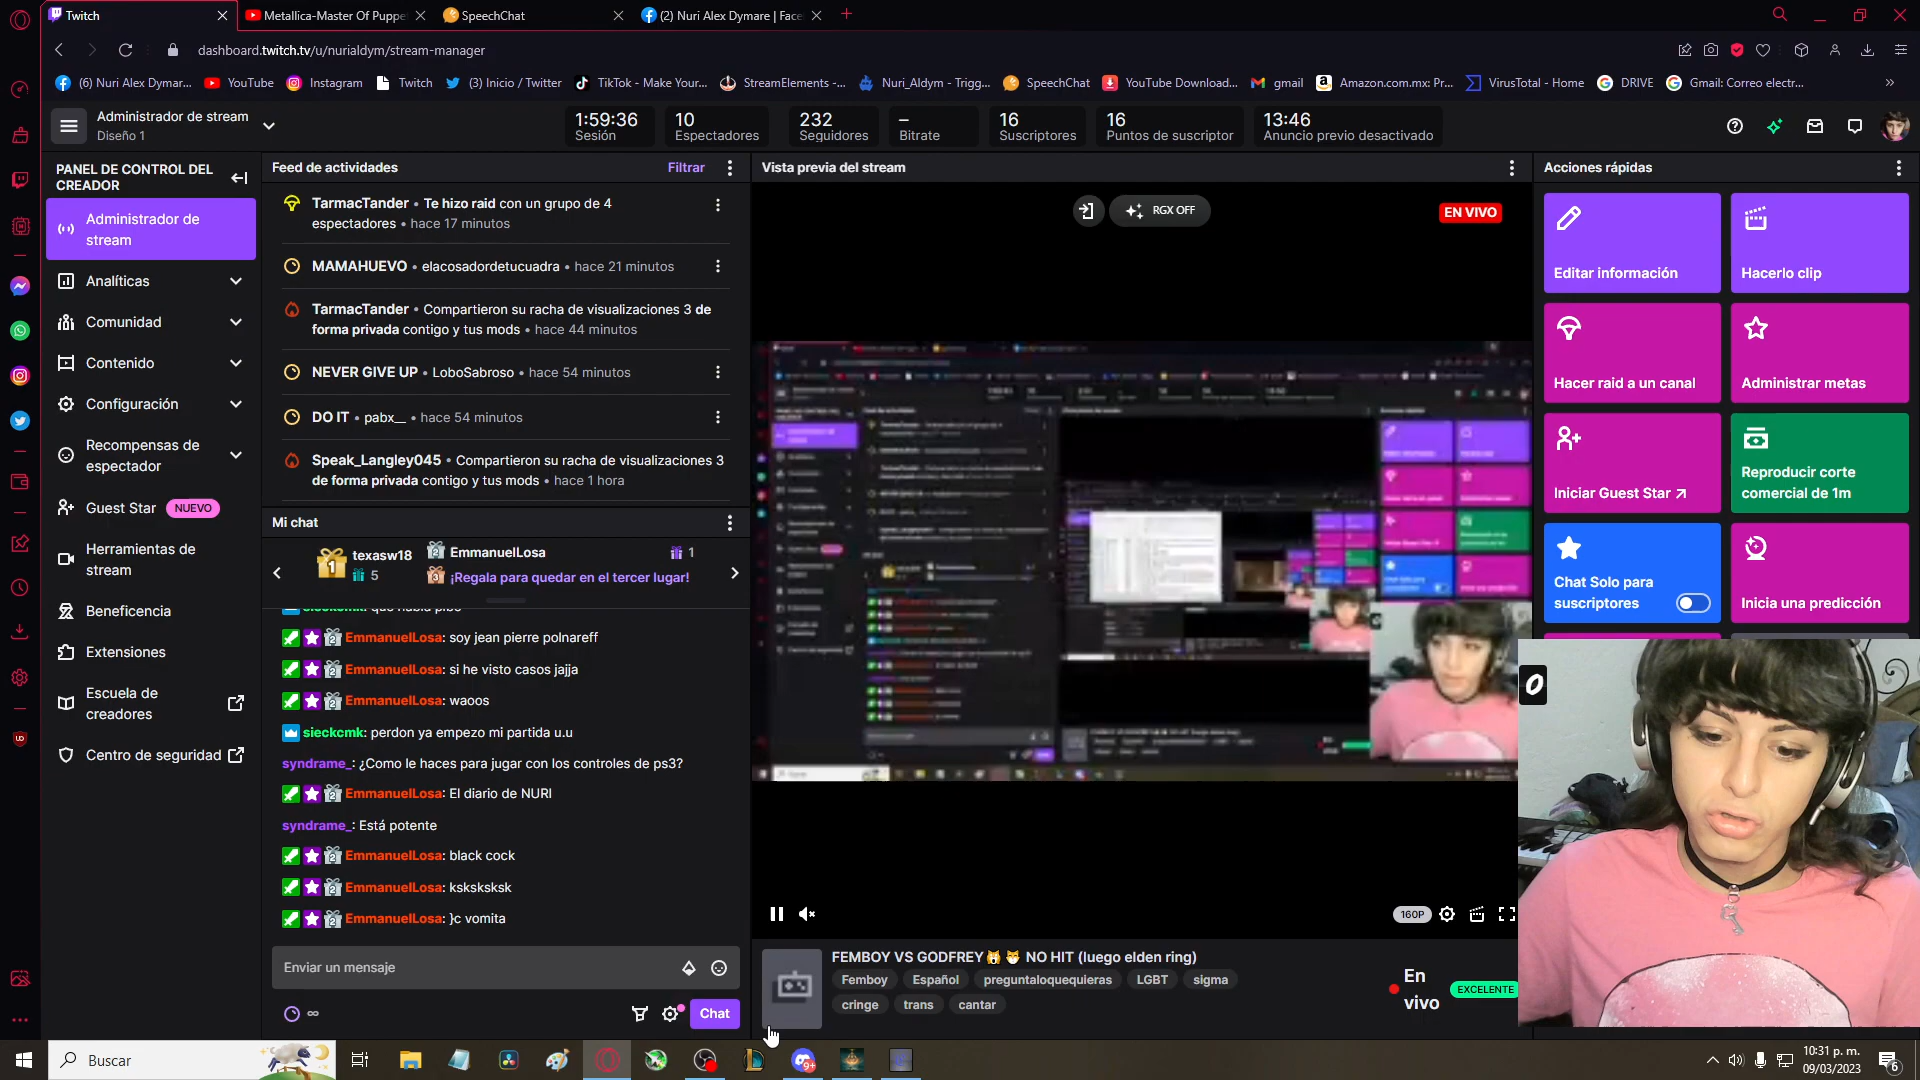 Twitch
Metallica-Master Of Puppe
SpeechChat
(2) Nuri Alex Dymare | Face
dashboard.twitch.tv/u/nurialdym/stream-manager
(6) Nuri Alex Dymar...
YouTube
Instagram
Twitch
(3) Inicio / Twitter
TikTok - Make Your...
StreamElements -...
Nuri_Aldym - Trigg...
SpeechChat
YouTube Download...
gmail
Amazon.com.mx: Pr...
VirusTotal - Home
DRIVE
Gmail: Correo electr...
Administrador de stream
Diseño 1
1:59:36
Sesión
10
Espectadores
232
Seguidores
–
Bitrate
16
Suscriptores
16
Puntos de suscriptor
13:46
Anuncio previo desactivado
PANEL DE CONTROL DEL
CREADOR
Administrador de
stream
Analíticas
Comunidad
Contenido
Configuración
Recompensas de
espectador
Guest Star NUEVO
Herramientas de
stream
Beneficencia
Extensiones
Escuela de
creadores
Centro de seguridad
Feed de actividades
Filtrar
TarmacTander • Te hizo raid con un grupo de 4
espectadores • hace 17 minutos
MAMAHUEVO • elacosadordetucuadra • hace 21 minutos
TarmacTander • Compartieron su racha de visualizaciones 3 de
forma privada contigo y tus mods • hace 44 minutos
NEVER GIVE UP • LoboSabroso • hace 54 minutos
DO IT • pabx__ • hace 54 minutos
Speak_Langley045 • Compartieron su racha de visualizaciones 3
de forma privada contigo y tus mods • hace 1 hora
Mi chat
1
texasw18
5
2 EmmanuelLosa
1
3 ¡Regala para quedar en el tercer lugar!
EmmanuelLosa: soy jean pierre polnareff
EmmanuelLosa: si he visto casos jajja
EmmanuelLosa: waoos
sieckcmk: perdon ya empezo mi partida u.u
syndrame_: ¿Como le haces para jugar con los controles de ps3?
EmmanuelLosa: El diario de NURI
syndrame_: Está potente
EmmanuelLosa: black cock
EmmanuelLosa: ksksksksk
EmmanuelLosa: }c vomita
Enviar un mensaje
∞
Chat
Vista previa del stream
RGX OFF
EN VIVO
160P
FEMBOY VS GODFREY NO HIT (luego elden ring)
Femboy
Español
preguntaloquequieras
LGBT
sigma
cringe
trans
cantar
En
vivo
EXCELENTE
Acciones rápidas
Editar información
Hacerlo clip
Hacer raid a un canal
Administrar metas
Iniciar Guest Star
Reproducir corte
comercial de 1m
Chat Solo para
suscriptores
Inicia una predicción
0
Buscar
9+
10:31 p. m.
09/03/2023
6